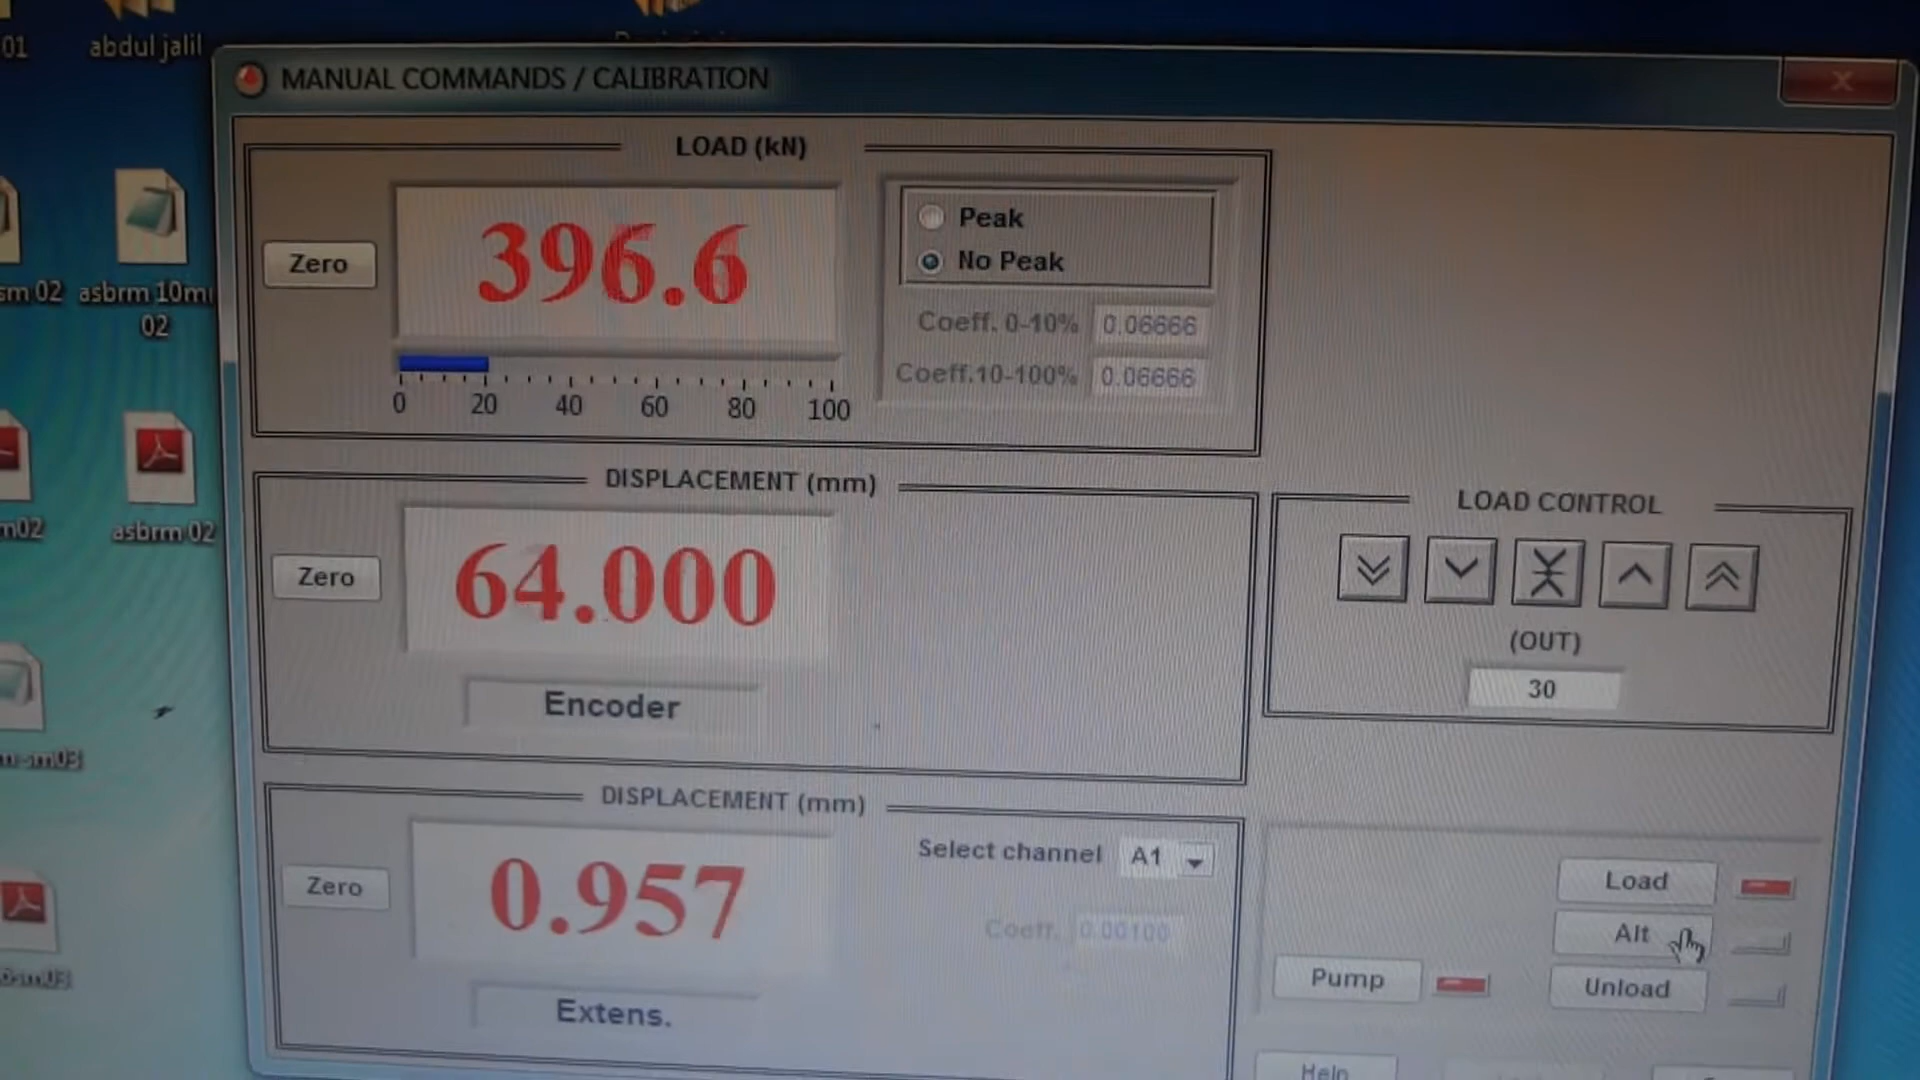 01
abdul jalil
MANUAL COMMANDS / CALIBRATION
LOAD (kN)
Zero
396.6
Peak
No Peak
Coeff. 0-10% 0.06666
Coeff.10-100% 0.06666
0 20 40 60 80 100
sm 02
asbrm 10m
02
DISPLACEMENT (mm)
Zero
64.000
Encoder
LOAD CONTROL
(OUT)
30
m02
asbrm 02
DISPLACEMENT (mm)
Zero
0.957
Select channel A1
Coeff. 0.00100
Extens.
Load
Alt
Pump
Unload
Help